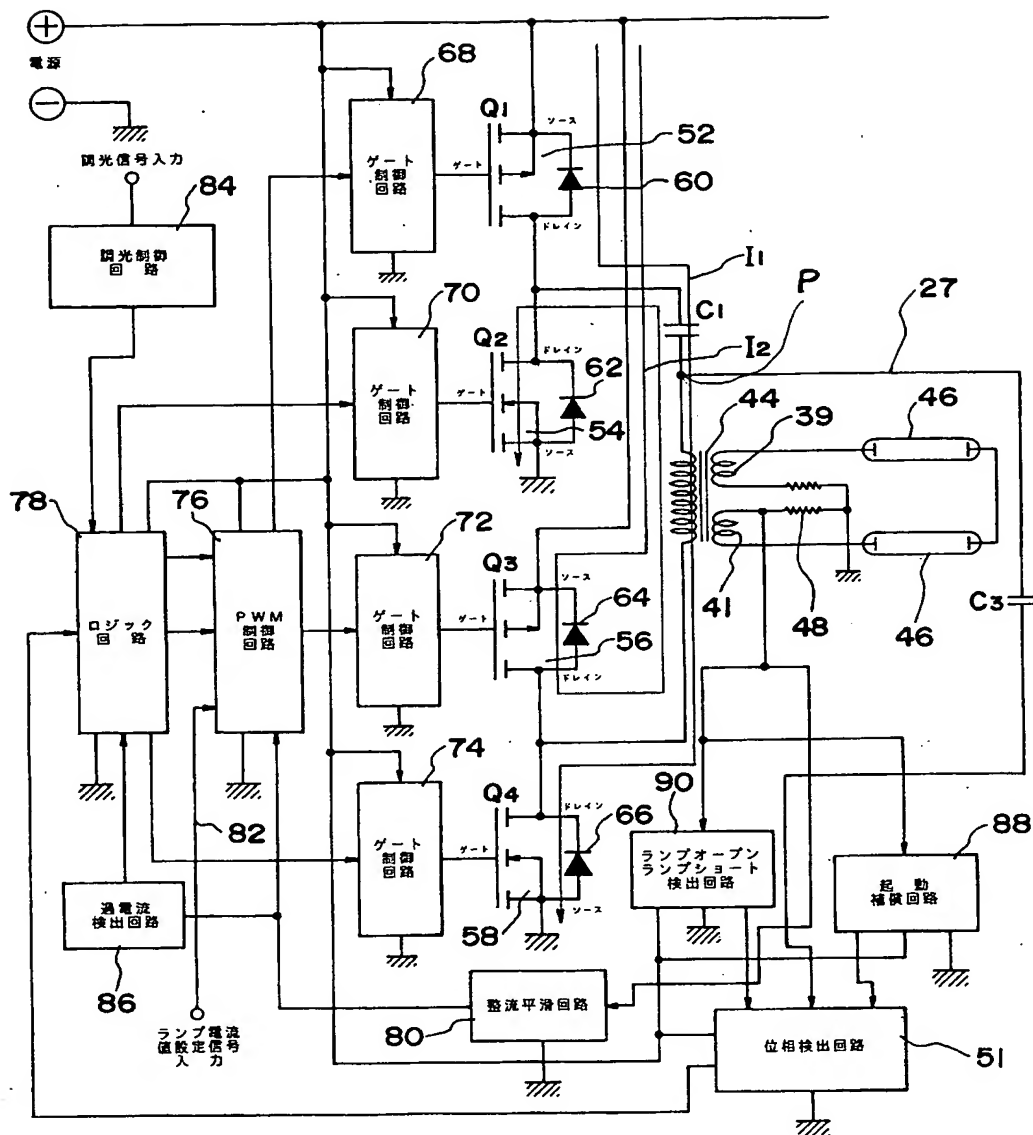 電源
調光信号入力
84
調光制御
回路
68
ゲート
制御
回路
Q1
ゲート
ソース
52
60
ドレイン
I1
P
27
C1
70
ゲート
制御
回路
Q2
ゲート
ドレイン
62
54
ソース
I2
44
39
46
78
ロジック
回路
76
PWM
制御
回路
72
ゲート
制御
回路
Q3
ゲート
ソース
64
56
ドレイン
41
48
46
C3
74
ゲート
制御
回路
Q4
ゲート
ドレイン
66
58
ソース
82
90
ランプオープン
ランプショート
検出回路
88
起動
補償回路
過電流
検出回路
86
ランプ電流
値設定信号
入力
整流平滑回路
80
位相検出回路
51